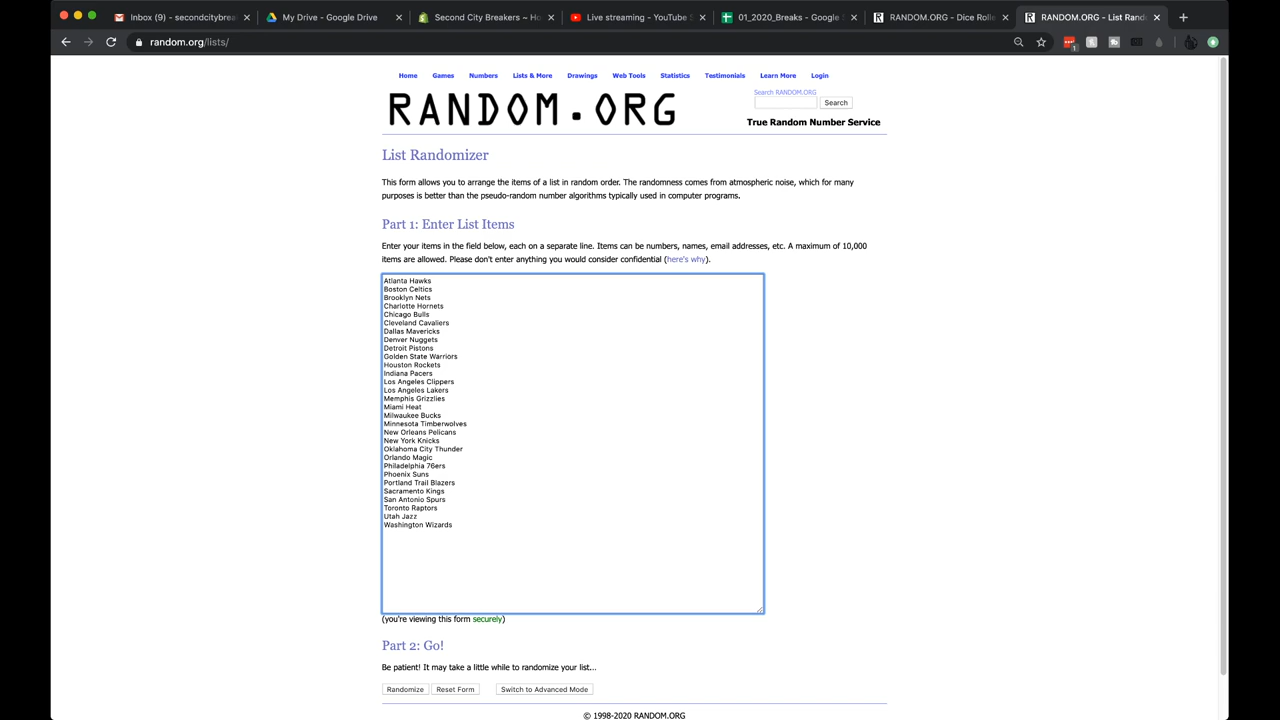 Inbox (9) - secondcitybrea
My Drive - Google Drive
Second City Breakers ~ Ho
Live streaming - YouTube S
01_2020_Breaks - Google S
RANDOM.ORG - Dice Rolle
RANDOM.ORG - List Rand
random.org/lists/
Home Games Numbers Lists & More Drawings Web Tools Statistics Testimonials Learn More Login
RANDOM.ORG
Search RANDOM.ORG
Search
True Random Number Service
List Randomizer
This form allows you to arrange the items of a list in random order. The randomness comes from atmospheric noise, which for many
purposes is better than the pseudo-random number algorithms typically used in computer programs.
Part 1: Enter List Items
Enter your items in the field below, each on a separate line. Items can be numbers, names, email addresses, etc. A maximum of 10,000
items are allowed. Please don't enter anything you would consider confidential (here's why).
Atlanta Hawks
Boston Celtics
Brooklyn Nets
Charlotte Hornets
Chicago Bulls
Cleveland Cavaliers
Dallas Mavericks
Denver Nuggets
Detroit Pistons
Golden State Warriors
Houston Rockets
Indiana Pacers
Los Angeles Clippers
Los Angeles Lakers
Memphis Grizzlies
Miami Heat
Milwaukee Bucks
Minnesota Timberwolves
New Orleans Pelicans
New York Knicks
Oklahoma City Thunder
Orlando Magic
Philadelphia 76ers
Phoenix Suns
Portland Trail Blazers
Sacramento Kings
San Antonio Spurs
Toronto Raptors
Utah Jazz
Washington Wizards
(you're viewing this form securely)
Part 2: Go!
Be patient! It may take a little while to randomize your list...
Randomize Reset Form Switch to Advanced Mode
© 1998-2020 RANDOM.ORG